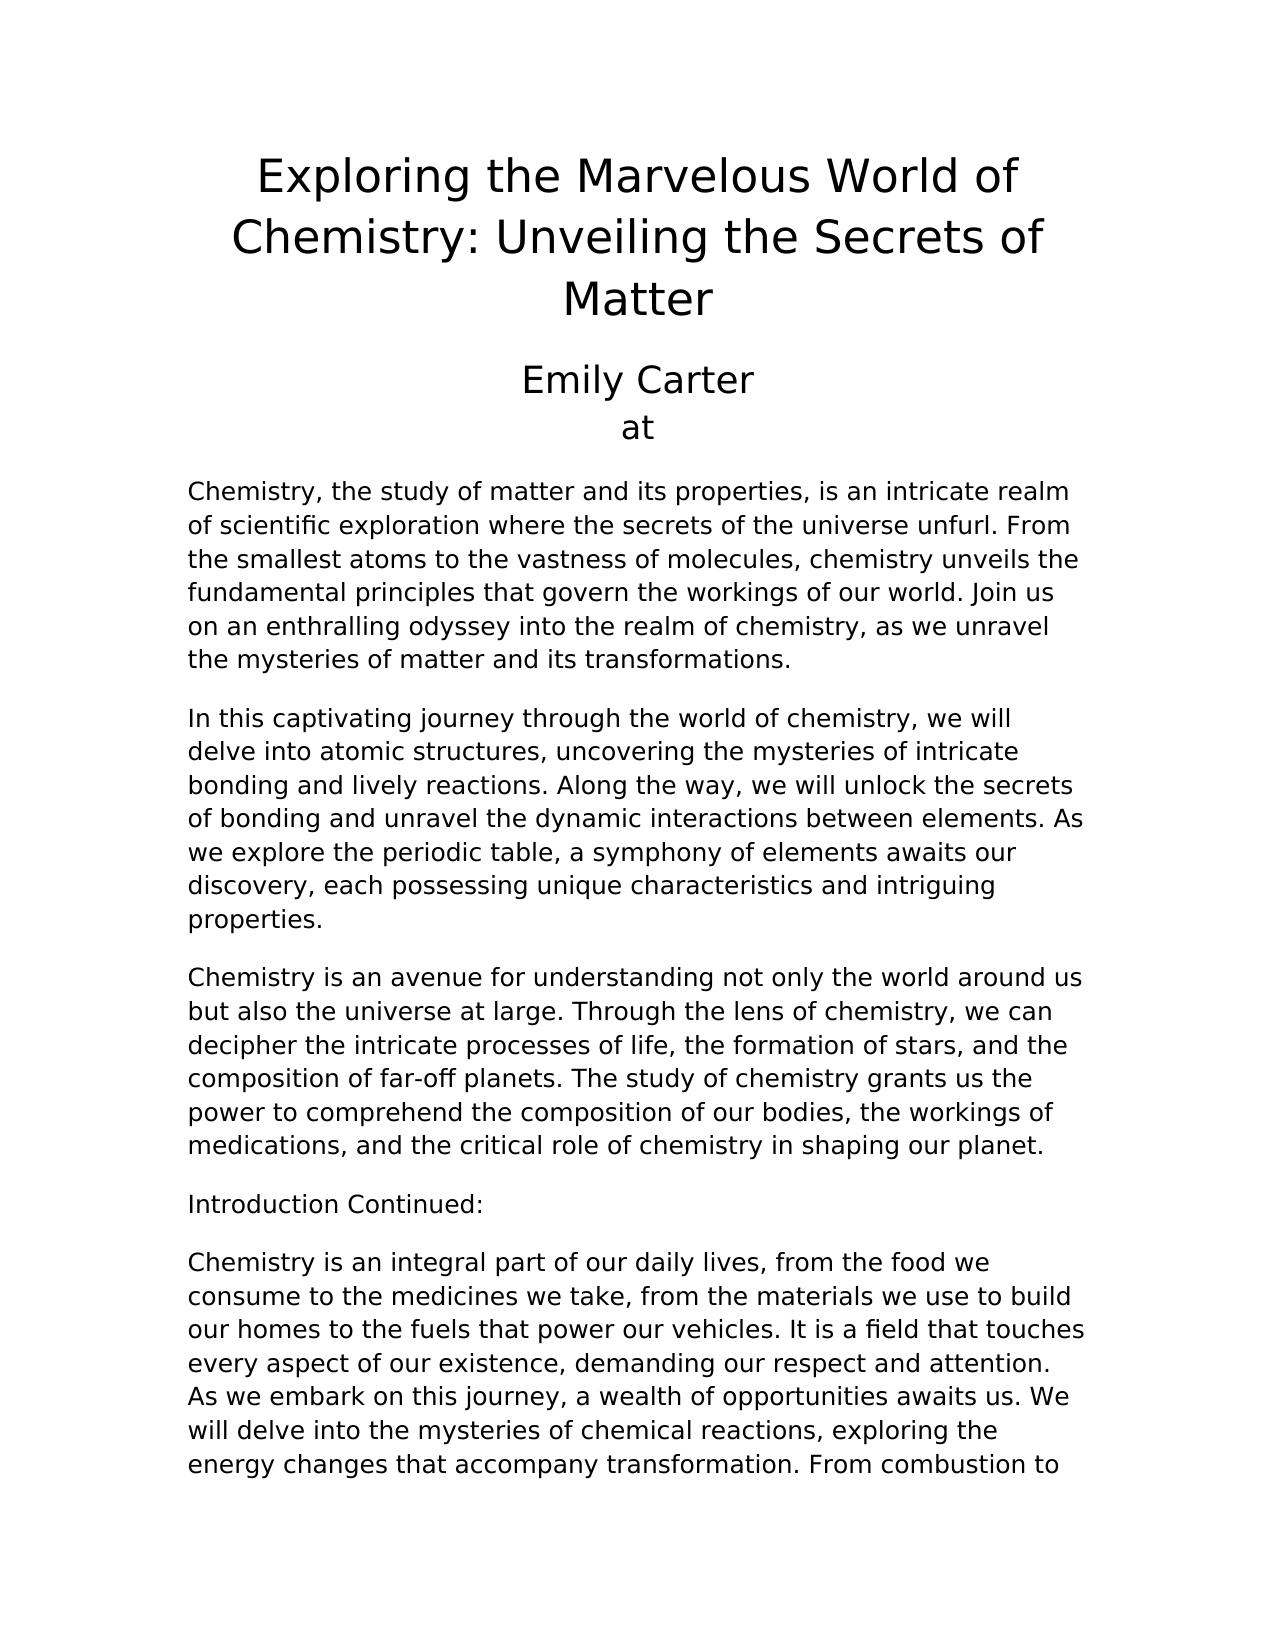 Exploring the Marvelous World of
Chemistry: Unveiling the Secrets of
Matter
Emily Carter
at
Chemistry, the study of matter and its properties, is an intricate realm
of scientific exploration where the secrets of the universe unfurl. From
the smallest atoms to the vastness of molecules, chemistry unveils the
fundamental principles that govern the workings of our world. Join us
on an enthralling odyssey into the realm of chemistry, as we unravel
the mysteries of matter and its transformations.
In this captivating journey through the world of chemistry, we will
delve into atomic structures, uncovering the mysteries of intricate
bonding and lively reactions. Along the way, we will unlock the secrets
of bonding and unravel the dynamic interactions between elements. As
we explore the periodic table, a symphony of elements awaits our
discovery, each possessing unique characteristics and intriguing
properties.
Chemistry is an avenue for understanding not only the world around us
but also the universe at large. Through the lens of chemistry, we can
decipher the intricate processes of life, the formation of stars, and the
composition of far-off planets. The study of chemistry grants us the
power to comprehend the composition of our bodies, the workings of
medications, and the critical role of chemistry in shaping our planet.
Introduction Continued:
Chemistry is an integral part of our daily lives, from the food we
consume to the medicines we take, from the materials we use to build
our homes to the fuels that power our vehicles. It is a field that touches
every aspect of our existence, demanding our respect and attention.
As we embark on this journey, a wealth of opportunities awaits us. We
will delve into the mysteries of chemical reactions, exploring the
energy changes that accompany transformation. From combustion to